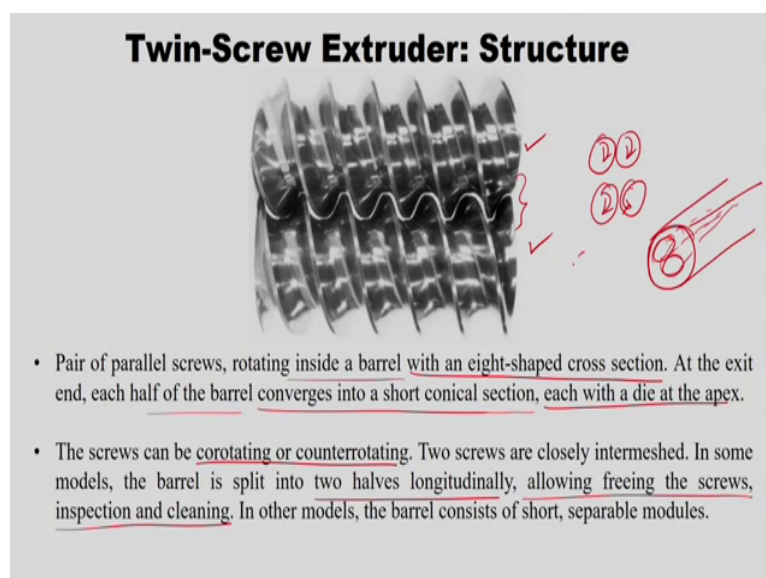 Twin-Screw Extruder: Structure
• Pair of parallel screws, rotating inside a barrel with an eight-shaped cross section. At the exit
end, each half of the barrel converges into a short conical section, each with a die at the apex.
• The screws can be corotating or counterrotating. Two screws are closely intermeshed. In some
models, the barrel is split into two halves longitudinally, allowing freeing the screws,
inspection and cleaning. In other models, the barrel consists of short, separable modules.